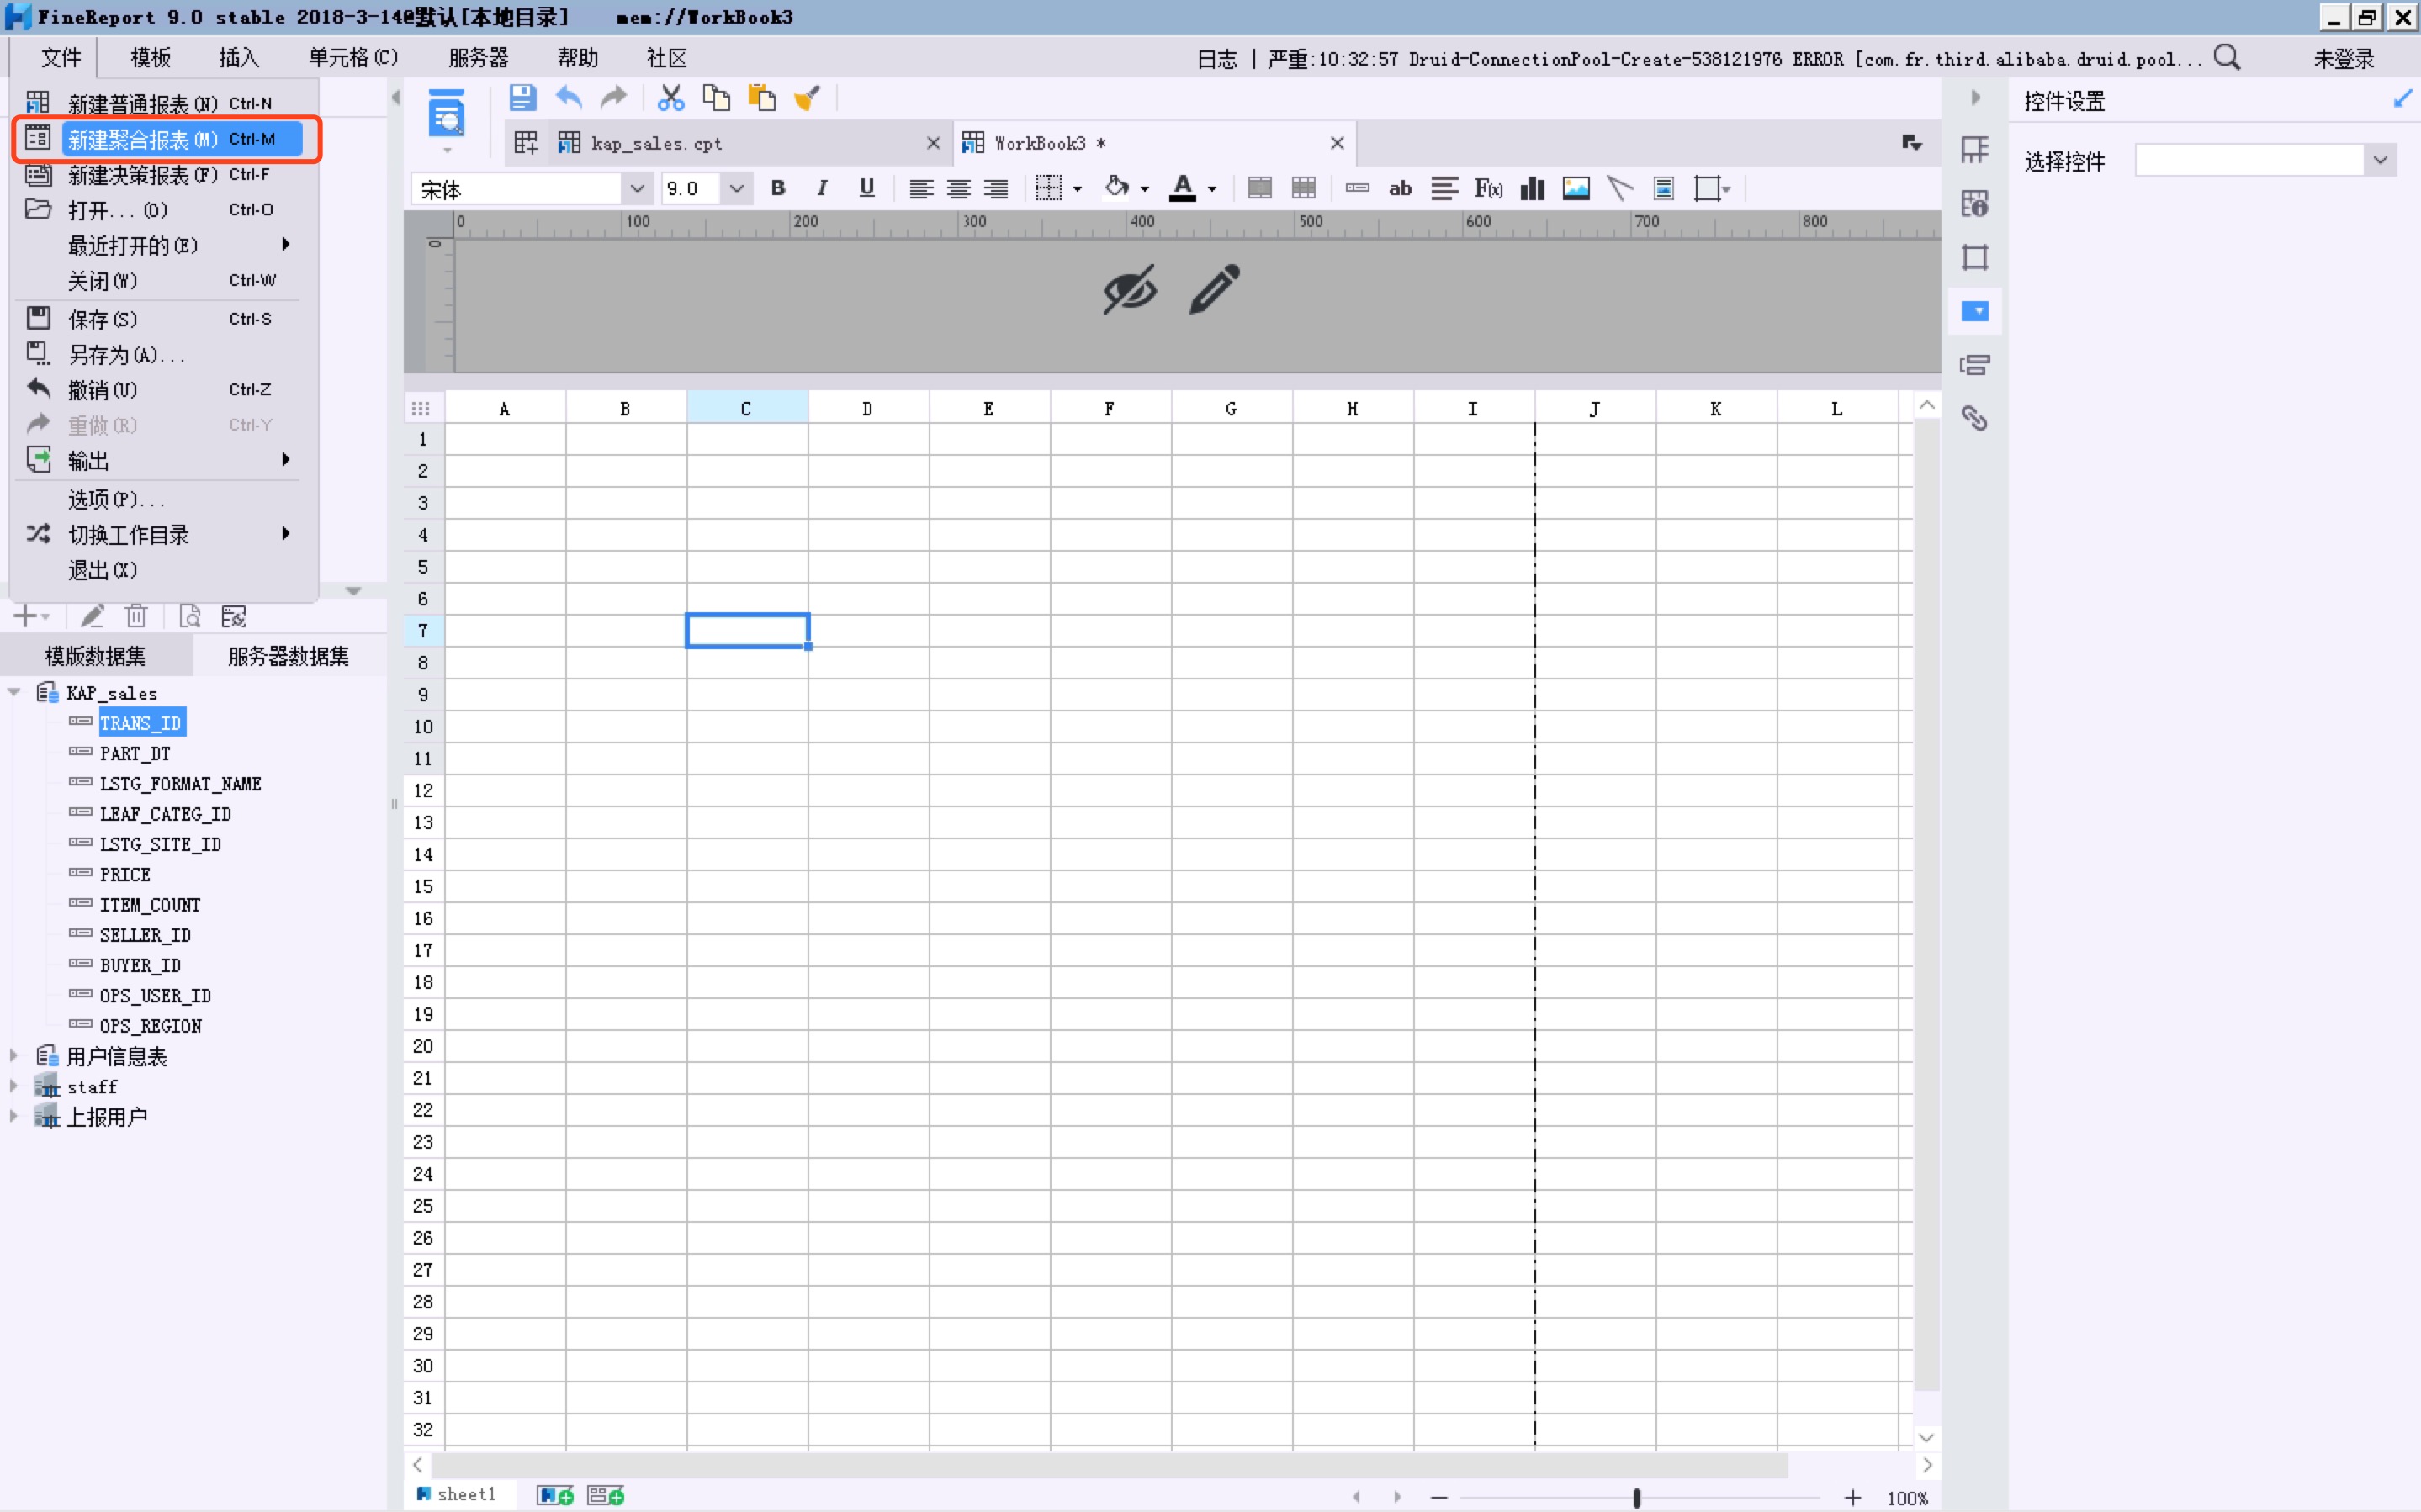 FineReport 9.0 stable 2018-3-14@默认[本地目录] mem://WorkBook3
文件 模板 插入 单元格(C) 服务器 帮助 社区 日志 | 严重:10:32:57 Druid-ConnectionPool-Create-538121976 ERROR [com.fr.third.alibaba.druid.pool... 未登录
新建普通报表(N) Ctrl-N
新建聚合报表(M) Ctrl-M
新建决策报表(F) Ctrl-F
打开...(O) Ctrl-O
最近打开的(E)
关闭(W) Ctrl-W
保存(S) Ctrl-S
另存为(A)...
撤销(U) Ctrl-Z
重做(R) Ctrl-Y
输出
选项(P)...
切换工作目录
退出(X)
模版数据集 服务器数据集
KAP_sales
TRANS_ID
PART_DT
LSTG_FORMAT_NAME
LEAF_CATEG_ID
LSTG_SITE_ID
PRICE
ITEM_COUNT
SELLER_ID
BUYER_ID
OPS_USER_ID
OPS_REGION
用户信息表
staff
上报用户
kap_sales.cpt WorkBook3 *
宋体 9.0 B I U A ab F(x)
0 100 200 300 400 500 600 700 800
0
A B C D E F G H I J K L
1
2
3
4
5
6
7
8
9
10
11
12
13
14
15
16
17
18
19
20
21
22
23
24
25
26
27
28
29
30
31
32
sheet1 100%
控件设置
选择控件